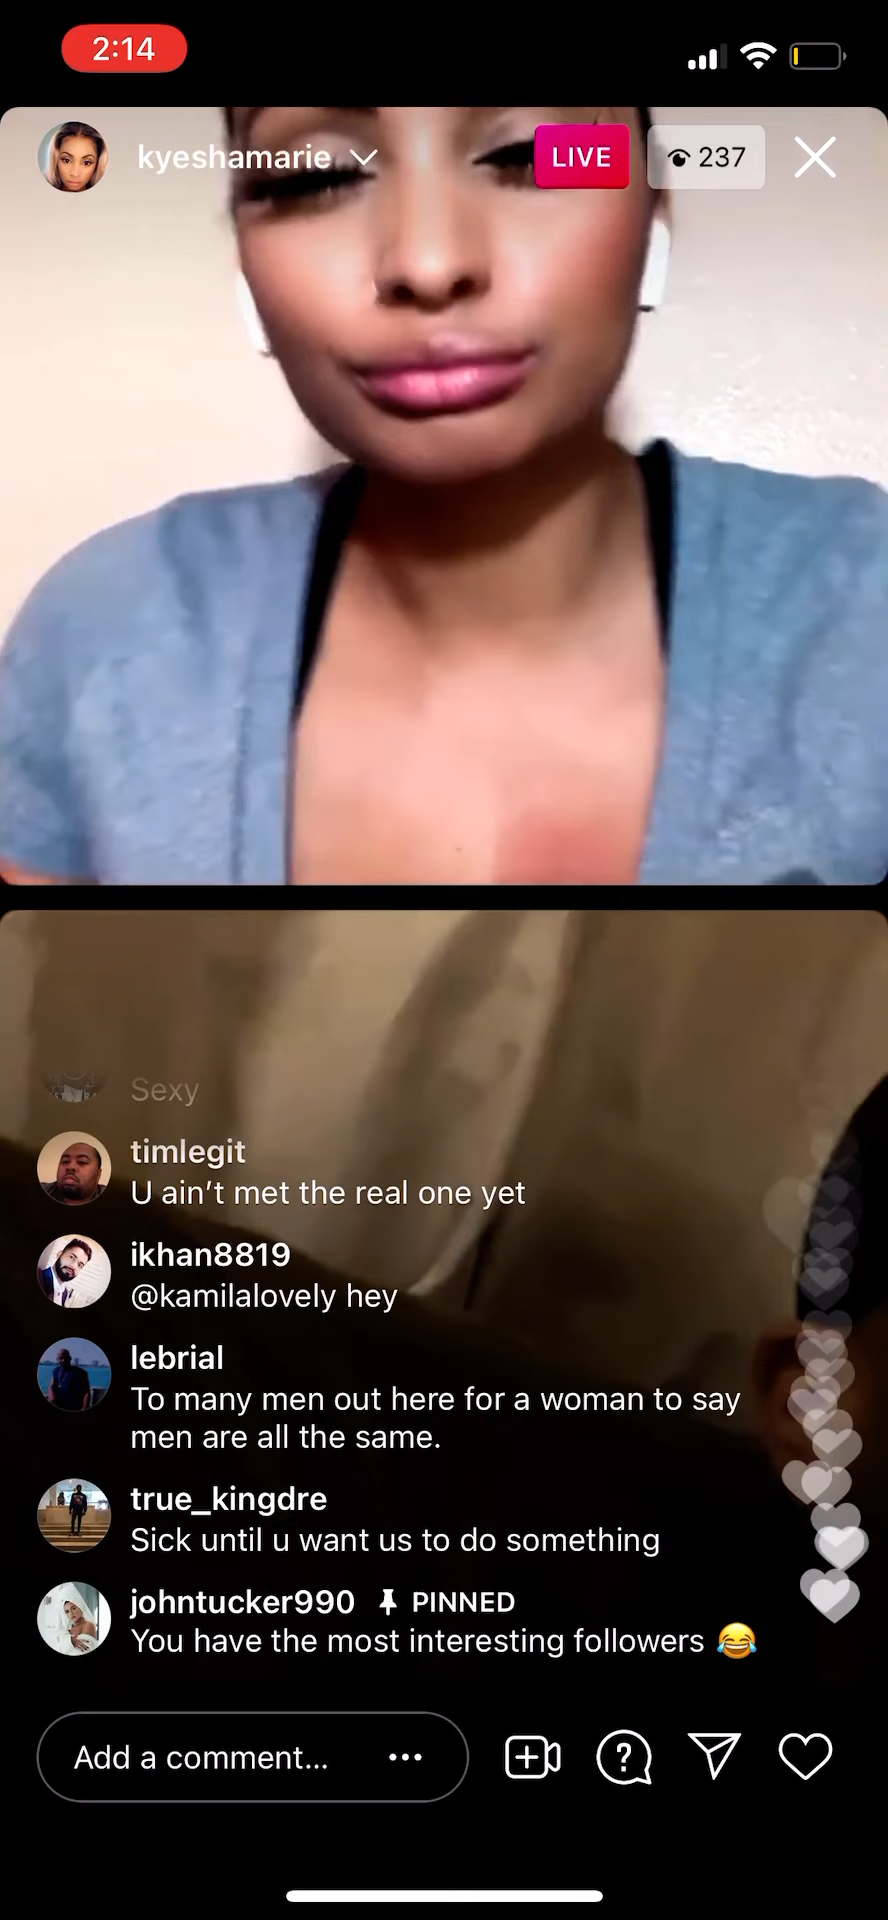 2:14
kyeshamarie
LIVE
237
Sexy
timlegit
U ain’t met the real one yet
ikhan8819
@kamilalovely hey
lebrial
To many men out here for a woman to say
men are all the same.
true_kingdre
Sick until u want us to do something
johntucker990 PINNED
You have the most interesting followers 😂
Add a comment...